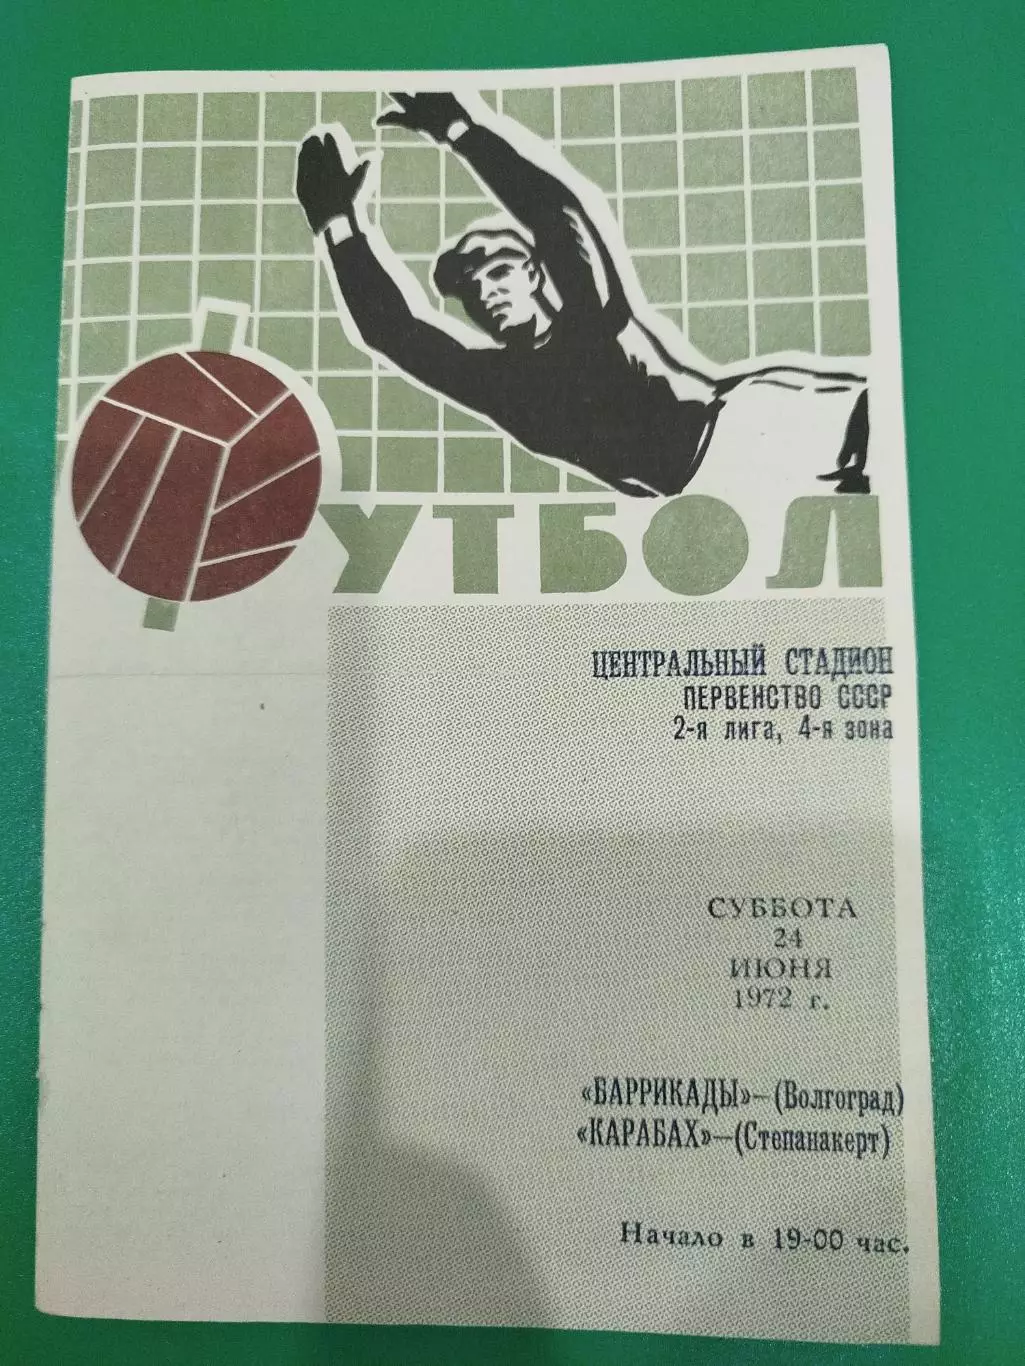 ФУТБОЛ
ЦЕНТРАЛЬНЫЙ СТАДИОН
ПЕРВЕНСТВО СССР
2-я лига, 4-я зона
СУББОТА
24
ИЮНЯ
1972 г.
«БАРРИКАДЫ»—(Волгоград)
«КАРАБАХ»—(Степанакерт)
Начало в 19-00 час.